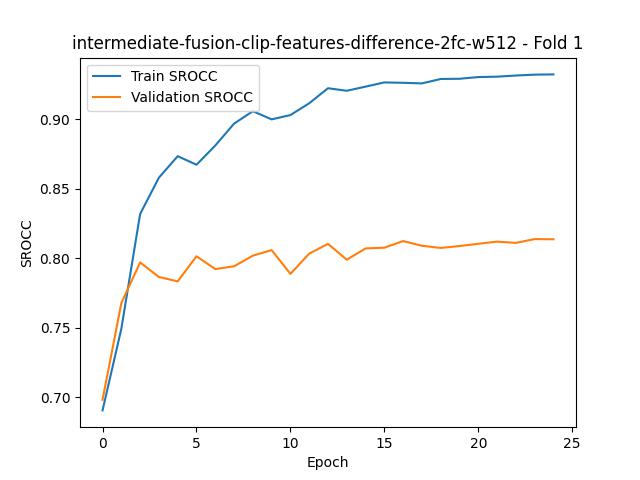 intermediate-fusion-clip-features-difference-2fc-w512 - Fold 1
Train SROCC
Validation SROCC
0.90
0.85
0.80
0.75
0.70
SROCC
0 5 10 15 20 25
Epoch